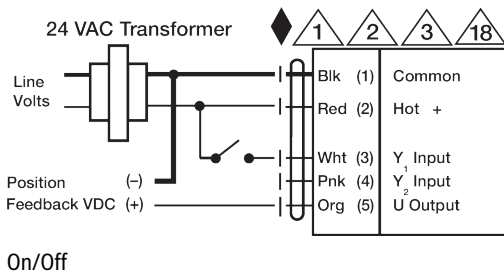 24 VAC Transformer
1 2 3 18
Line
Volts
Blk (1) Common
Red (2) Hot +
Wht (3) Y1 Input
Pnk (4) Y2 Input
Org (5) U Output
Position (–)
Feedback VDC (+)
On/Off